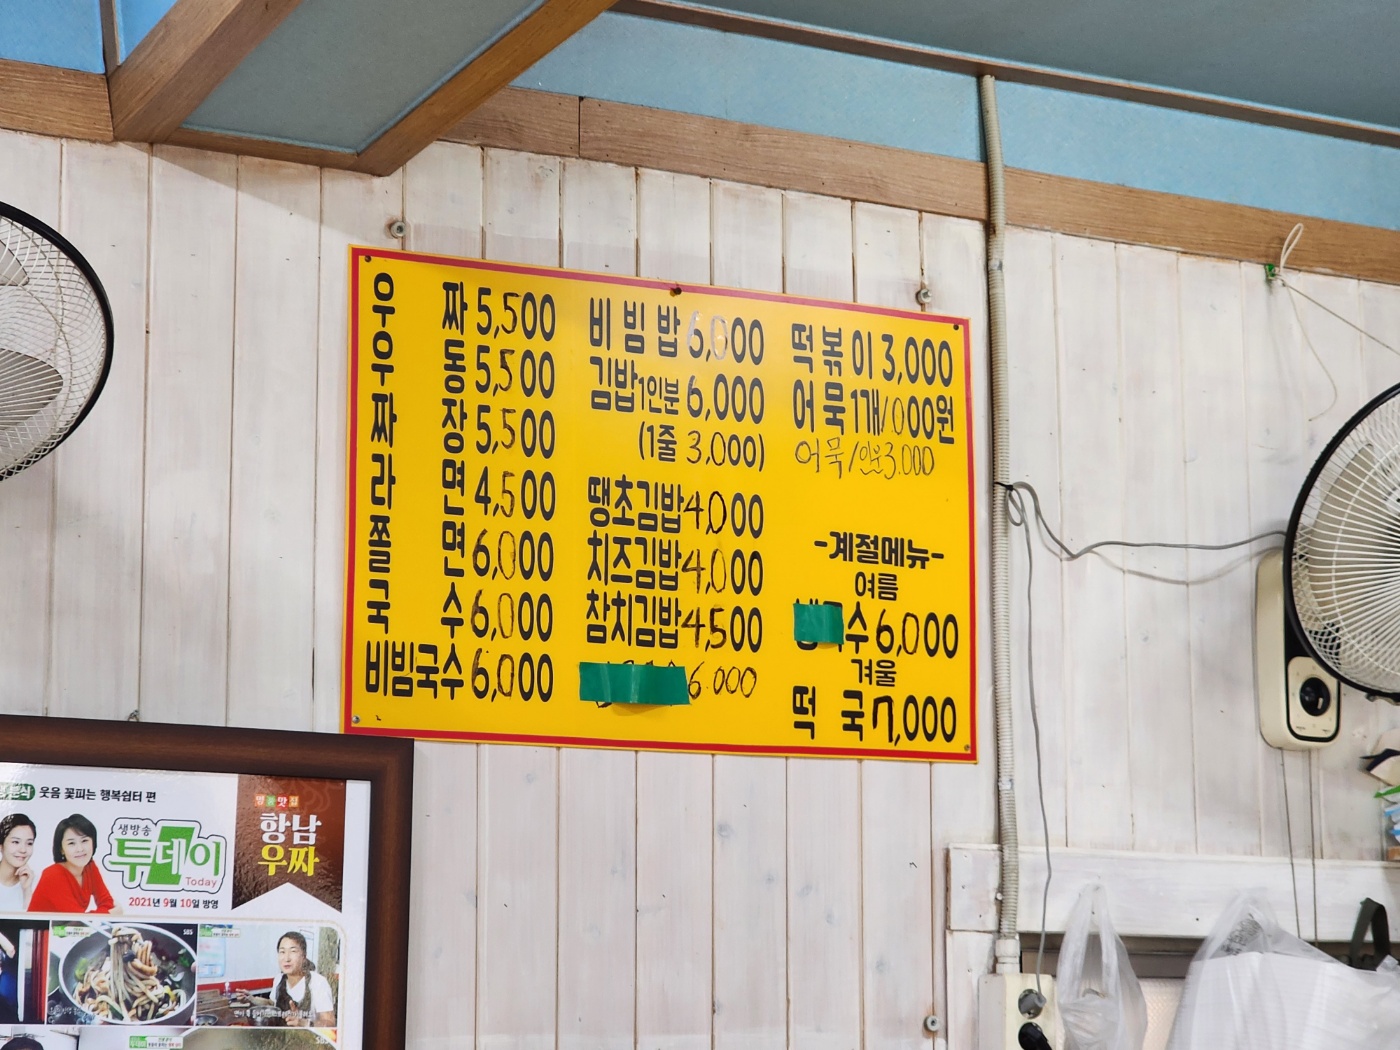 우 짜 5,500
우 동 5,500
짜 장 5,500
라 면 4,500
쫄 면 6,000
국 수 6,000
비빔국수 6,000
비 빔 밥 6,000
김밥1인분 6,000
(1줄 3,000)
땡초김밥 4,000
치즈김밥 4,000
참치김밥 4,500
6.000
떡 볶 이 3,000
어 묵 1개/000원
어묵/인분3.000
-계절메뉴-
여름
수 6,000
겨울
떡 국 7,000
웃음 꽃피는 행복쉼터 편
생방송
투데이
Today
2021년 9월 10일 방영
명품맛집
항남
우짜
SBS